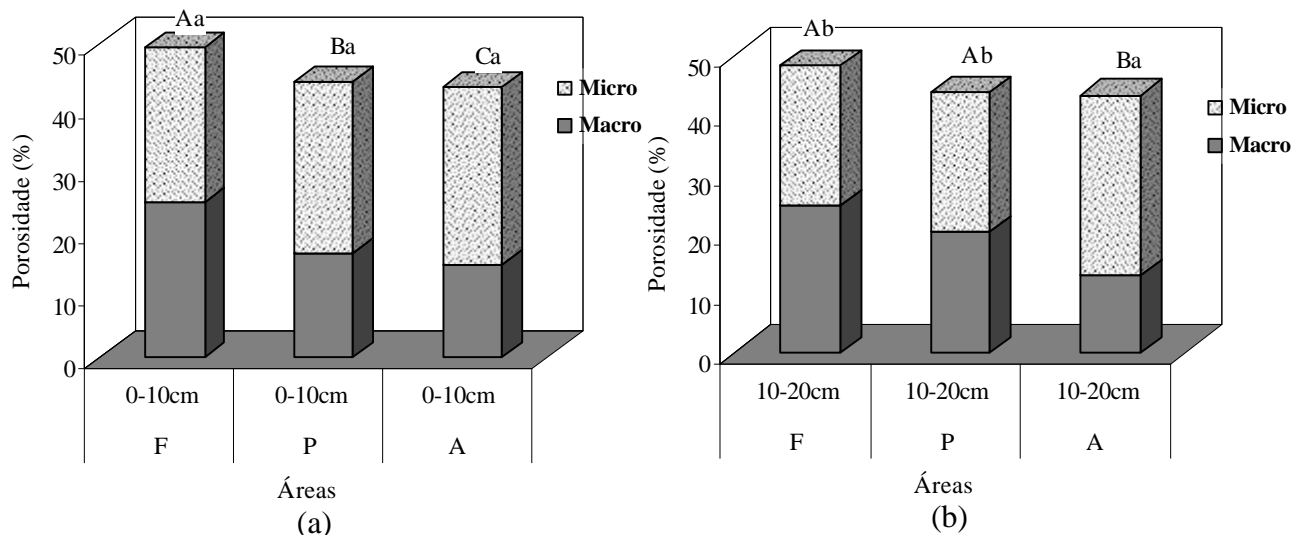 Aa
Ba
Ca
50
40
30
20
10
0
Porosidade (%)
Micro
Macro
0-10cm 0-10cm 0-10cm
F P A
Áreas
(a)
Ab
Ab
Ba
50
40
30
20
10
0
Porosidade (%)
Micro
Macro
10-20cm 10-20cm 10-20cm
F P A
Áreas
(b)